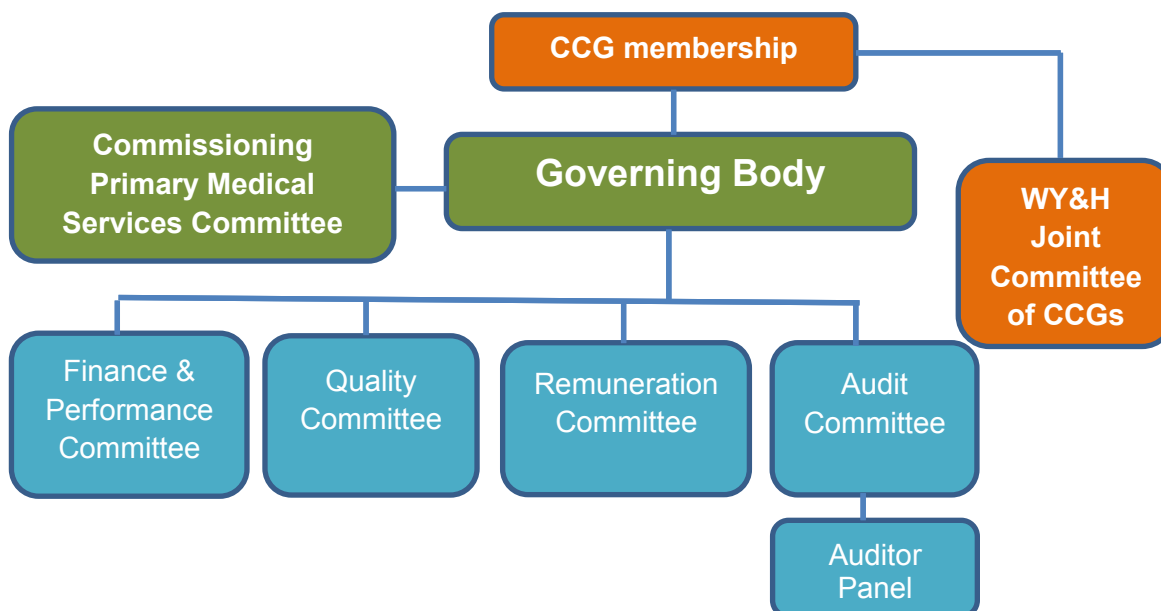 CCG membership
Commissioning
Primary Medical
Services Committee
Governing Body
WY&H
Joint
Committee
of CCGs
Finance &
Performance
Committee
Quality
Committee
Remuneration
Committee
Audit
Committee
Auditor
Panel